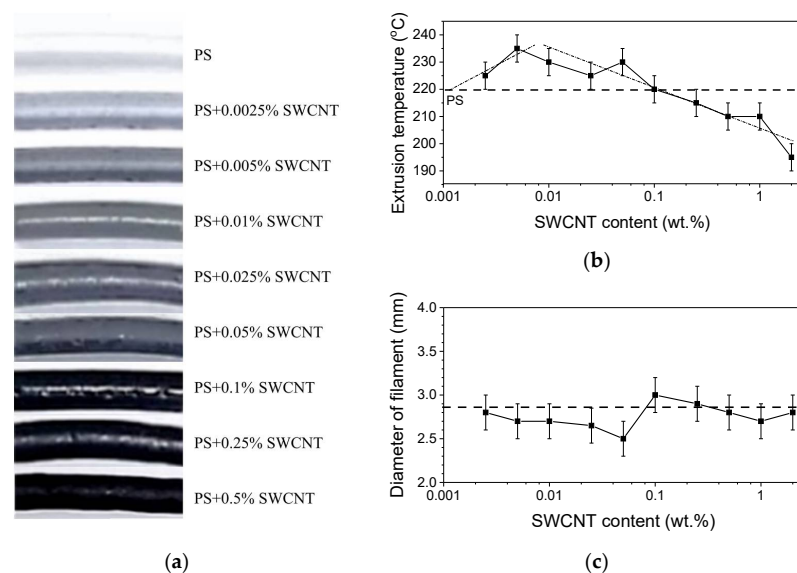 PS
PS+0.0025% SWCNT
PS+0.005% SWCNT
PS+0.01% SWCNT
PS+0.025% SWCNT
PS+0.05% SWCNT
PS+0.1% SWCNT
PS+0.25% SWCNT
PS+0.5% SWCNT
(a)
Extrusion temperature (°C)
240
230
220
210
200
190
PS
0.001
0.01
0.1
1
SWCNT content (wt.%)
(b)
Diameter of filament (mm)
4.0
3.5
3.0
2.5
2.0
0.001
0.01
0.1
1
SWCNT content (wt.%)
(c)